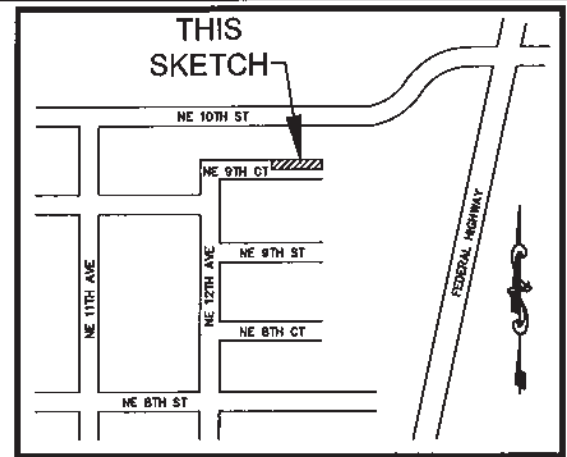 THIS
SKETCH
NE 10TH ST
NE 9TH CT
NE 11TH AVE
NE 12TH AVE
NE 9TH ST
FEDERAL HIGHWAY
NE 8TH CT
NE 8TH ST